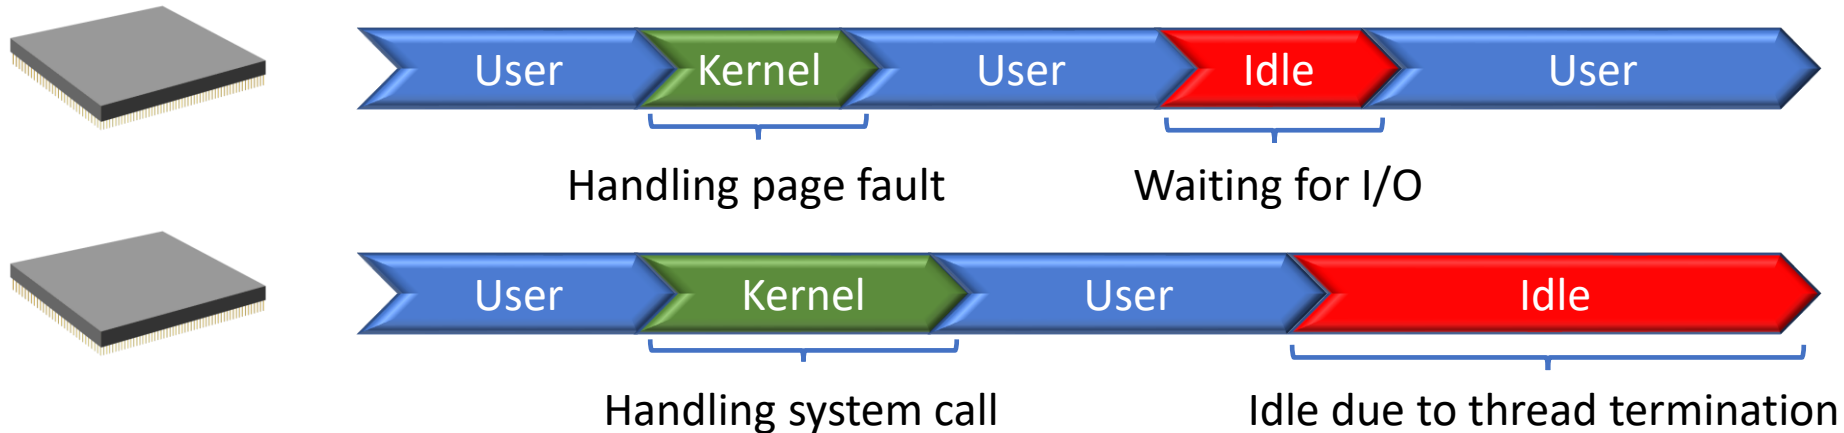 User Kernel User Idle User
Handling page fault Waiting for I/O
User Kernel User Idle
Handling system call Idle due to thread termination